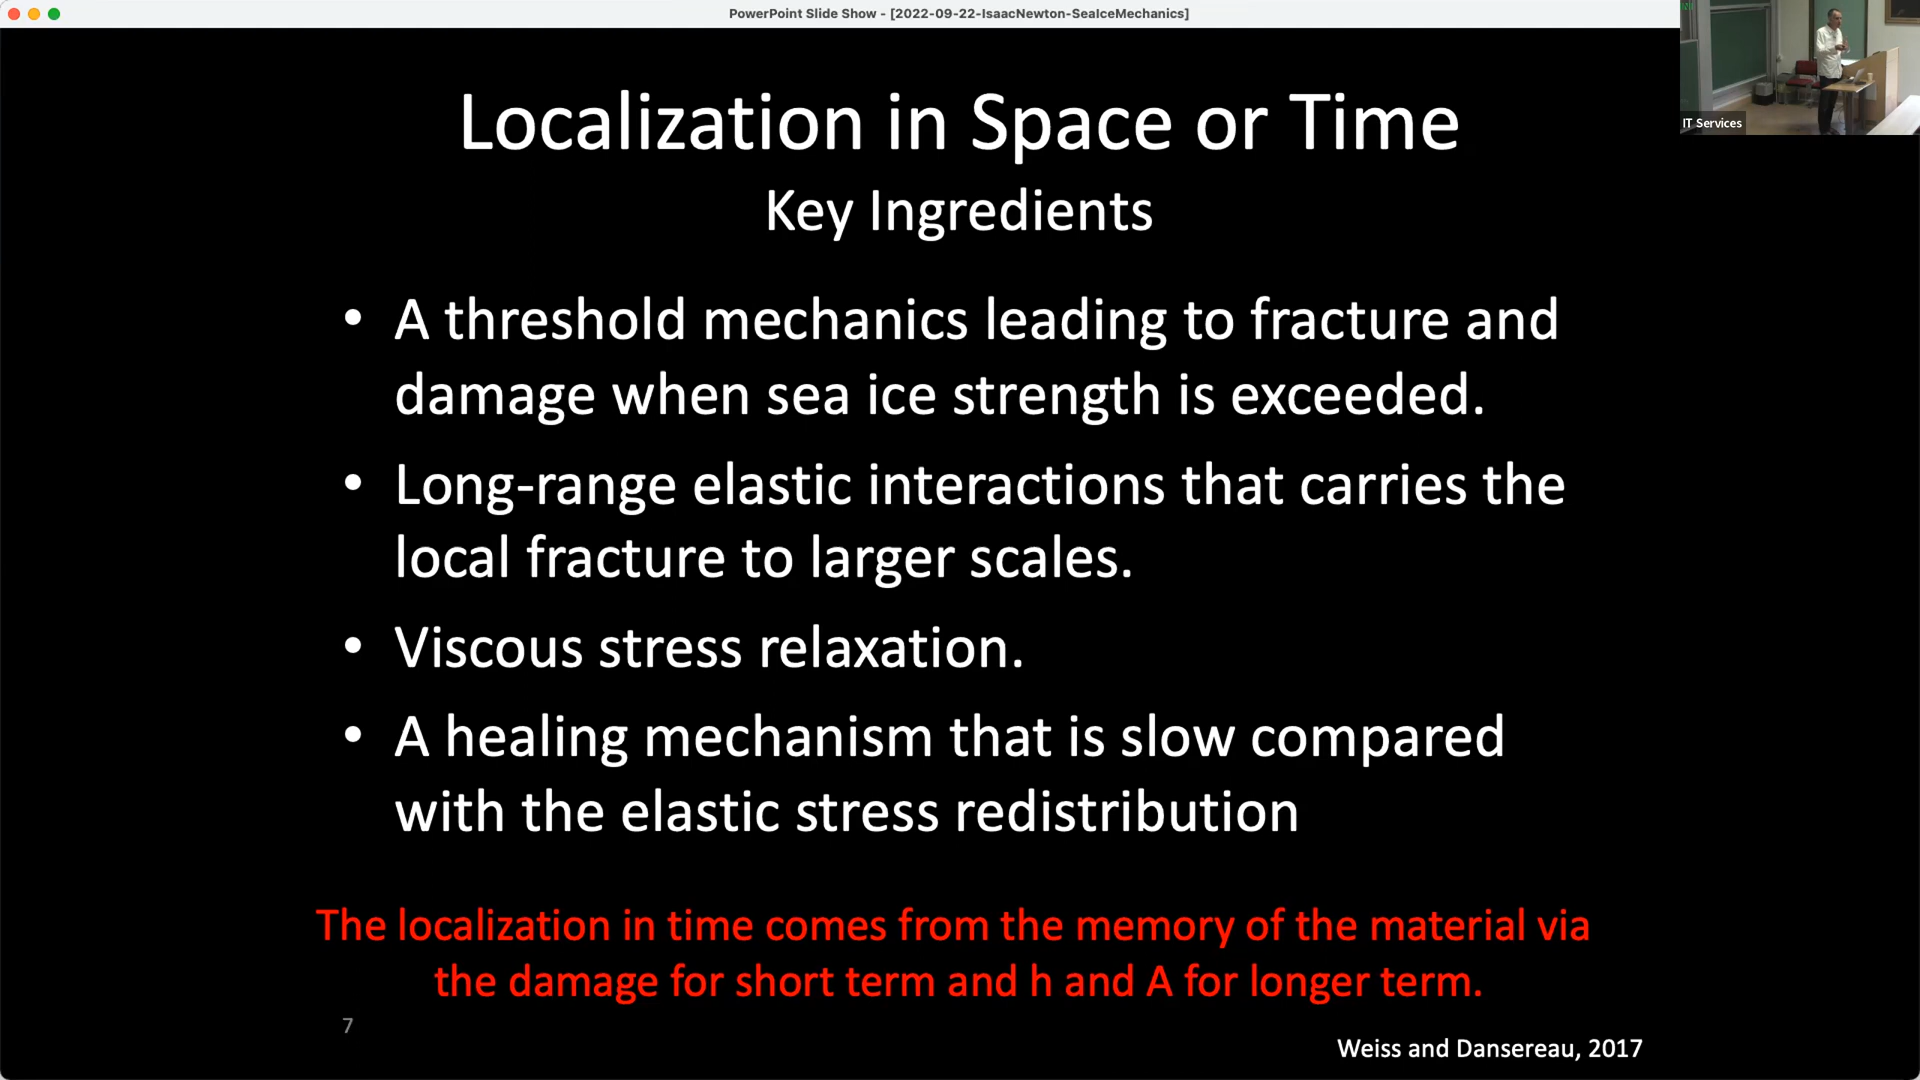 PowerPoint Slide Show - [2022-09-22-IsaacNewton-SeaIceMechanics]
IT Services
Localization in Space or Time
Key Ingredients
• A threshold mechanics leading to fracture and
damage when sea ice strength is exceeded.
• Long-range elastic interactions that carries the
local fracture to larger scales.
• Viscous stress relaxation.
• A healing mechanism that is slow compared
with the elastic stress redistribution
The localization in time comes from the memory of the material via
the damage for short term and h and A for longer term.
7
Weiss and Dansereau, 2017